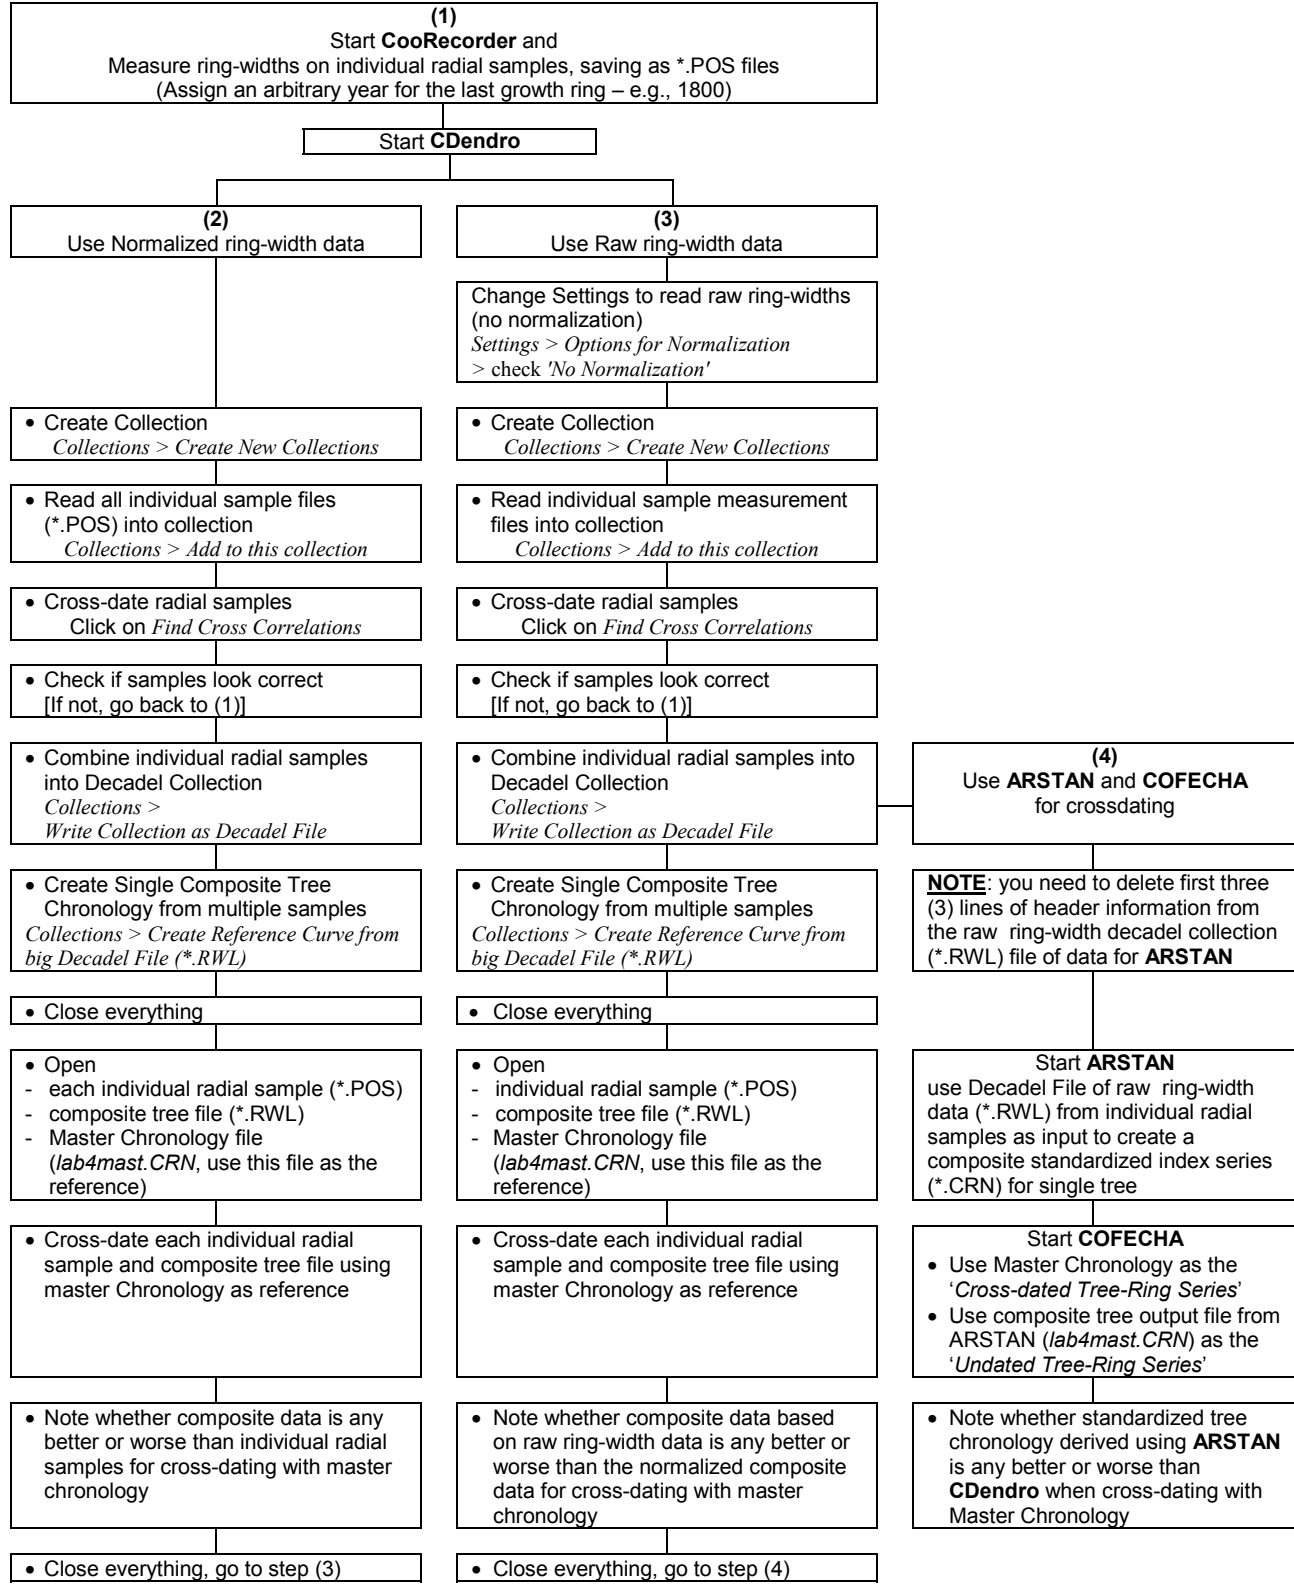 (1)
Start CooRecorder and
Measure ring-widths on individual radial samples, saving as *.POS files
(Assign an arbitrary year for the last growth ring – e.g., 1800)
Start CDendro
(2)
Use Normalized ring-width data
• Create Collection
Collections > Create New Collections
• Read all individual sample files
(*.POS) into collection
Collections > Add to this collection
• Cross-date radial samples
Click on Find Cross Correlations
• Check if samples look correct
[If not, go back to (1)]
• Combine individual radial samples
into Decadel Collection
Collections >
Write Collection as Decadel File
• Create Single Composite Tree
Chronology from multiple samples
Collections > Create Reference Curve from
big Decadel File (*.RWL)
• Close everything
• Open
- each individual radial sample (*.POS)
- composite tree file (*.RWL)
- Master Chronology file
(lab4mast.CRN, use this file as the
reference)
• Cross-date each individual radial
sample and composite tree file using
master Chronology as reference
• Note whether composite data is any
better or worse than individual radial
samples for cross-dating with master
chronology
• Close everything, go to step (3)
(3)
Use Raw ring-width data
Change Settings to read raw ring-widths
(no normalization)
Settings > Options for Normalization
> check 'No Normalization'
• Create Collection
Collections > Create New Collections
• Read individual sample measurement
files into collection
Collections > Add to this collection
• Cross-date radial samples
Click on Find Cross Correlations
• Check if samples look correct
[If not, go back to (1)]
• Combine individual radial samples into
Decadel Collection
Collections >
Write Collection as Decadel File
• Create Single Composite Tree
Chronology from multiple samples
Collections > Create Reference Curve from
big Decadel File (*.RWL)
• Close everything
• Open
- individual radial sample (*.POS)
- composite tree file (*.RWL)
- Master Chronology file
(lab4mast.CRN, use this file as the
reference)
• Cross-date each individual radial
sample and composite tree file using
master Chronology as reference
• Note whether composite data based
on raw ring-width data is any better or
worse than the normalized composite
data for cross-dating with master
chronology
• Close everything, go to step (4)
(4)
Use ARSTAN and COFECHA
for crossdating
NOTE: you need to delete first three
(3) lines of header information from
the raw ring-width decadel collection
(*.RWL) file of data for ARSTAN
Start ARSTAN
use Decadel File of raw ring-width
data (*.RWL) from individual radial
samples as input to create a
composite standardized index series
(*.CRN) for single tree
Start COFECHA
• Use Master Chronology as the
‘Cross-dated Tree-Ring Series’
• Use composite tree output file from
ARSTAN (lab4mast.CRN) as the
‘Undated Tree-Ring Series’
• Note whether standardized tree
chronology derived using ARSTAN
is any better or worse than
CDendro when cross-dating with
Master Chronology